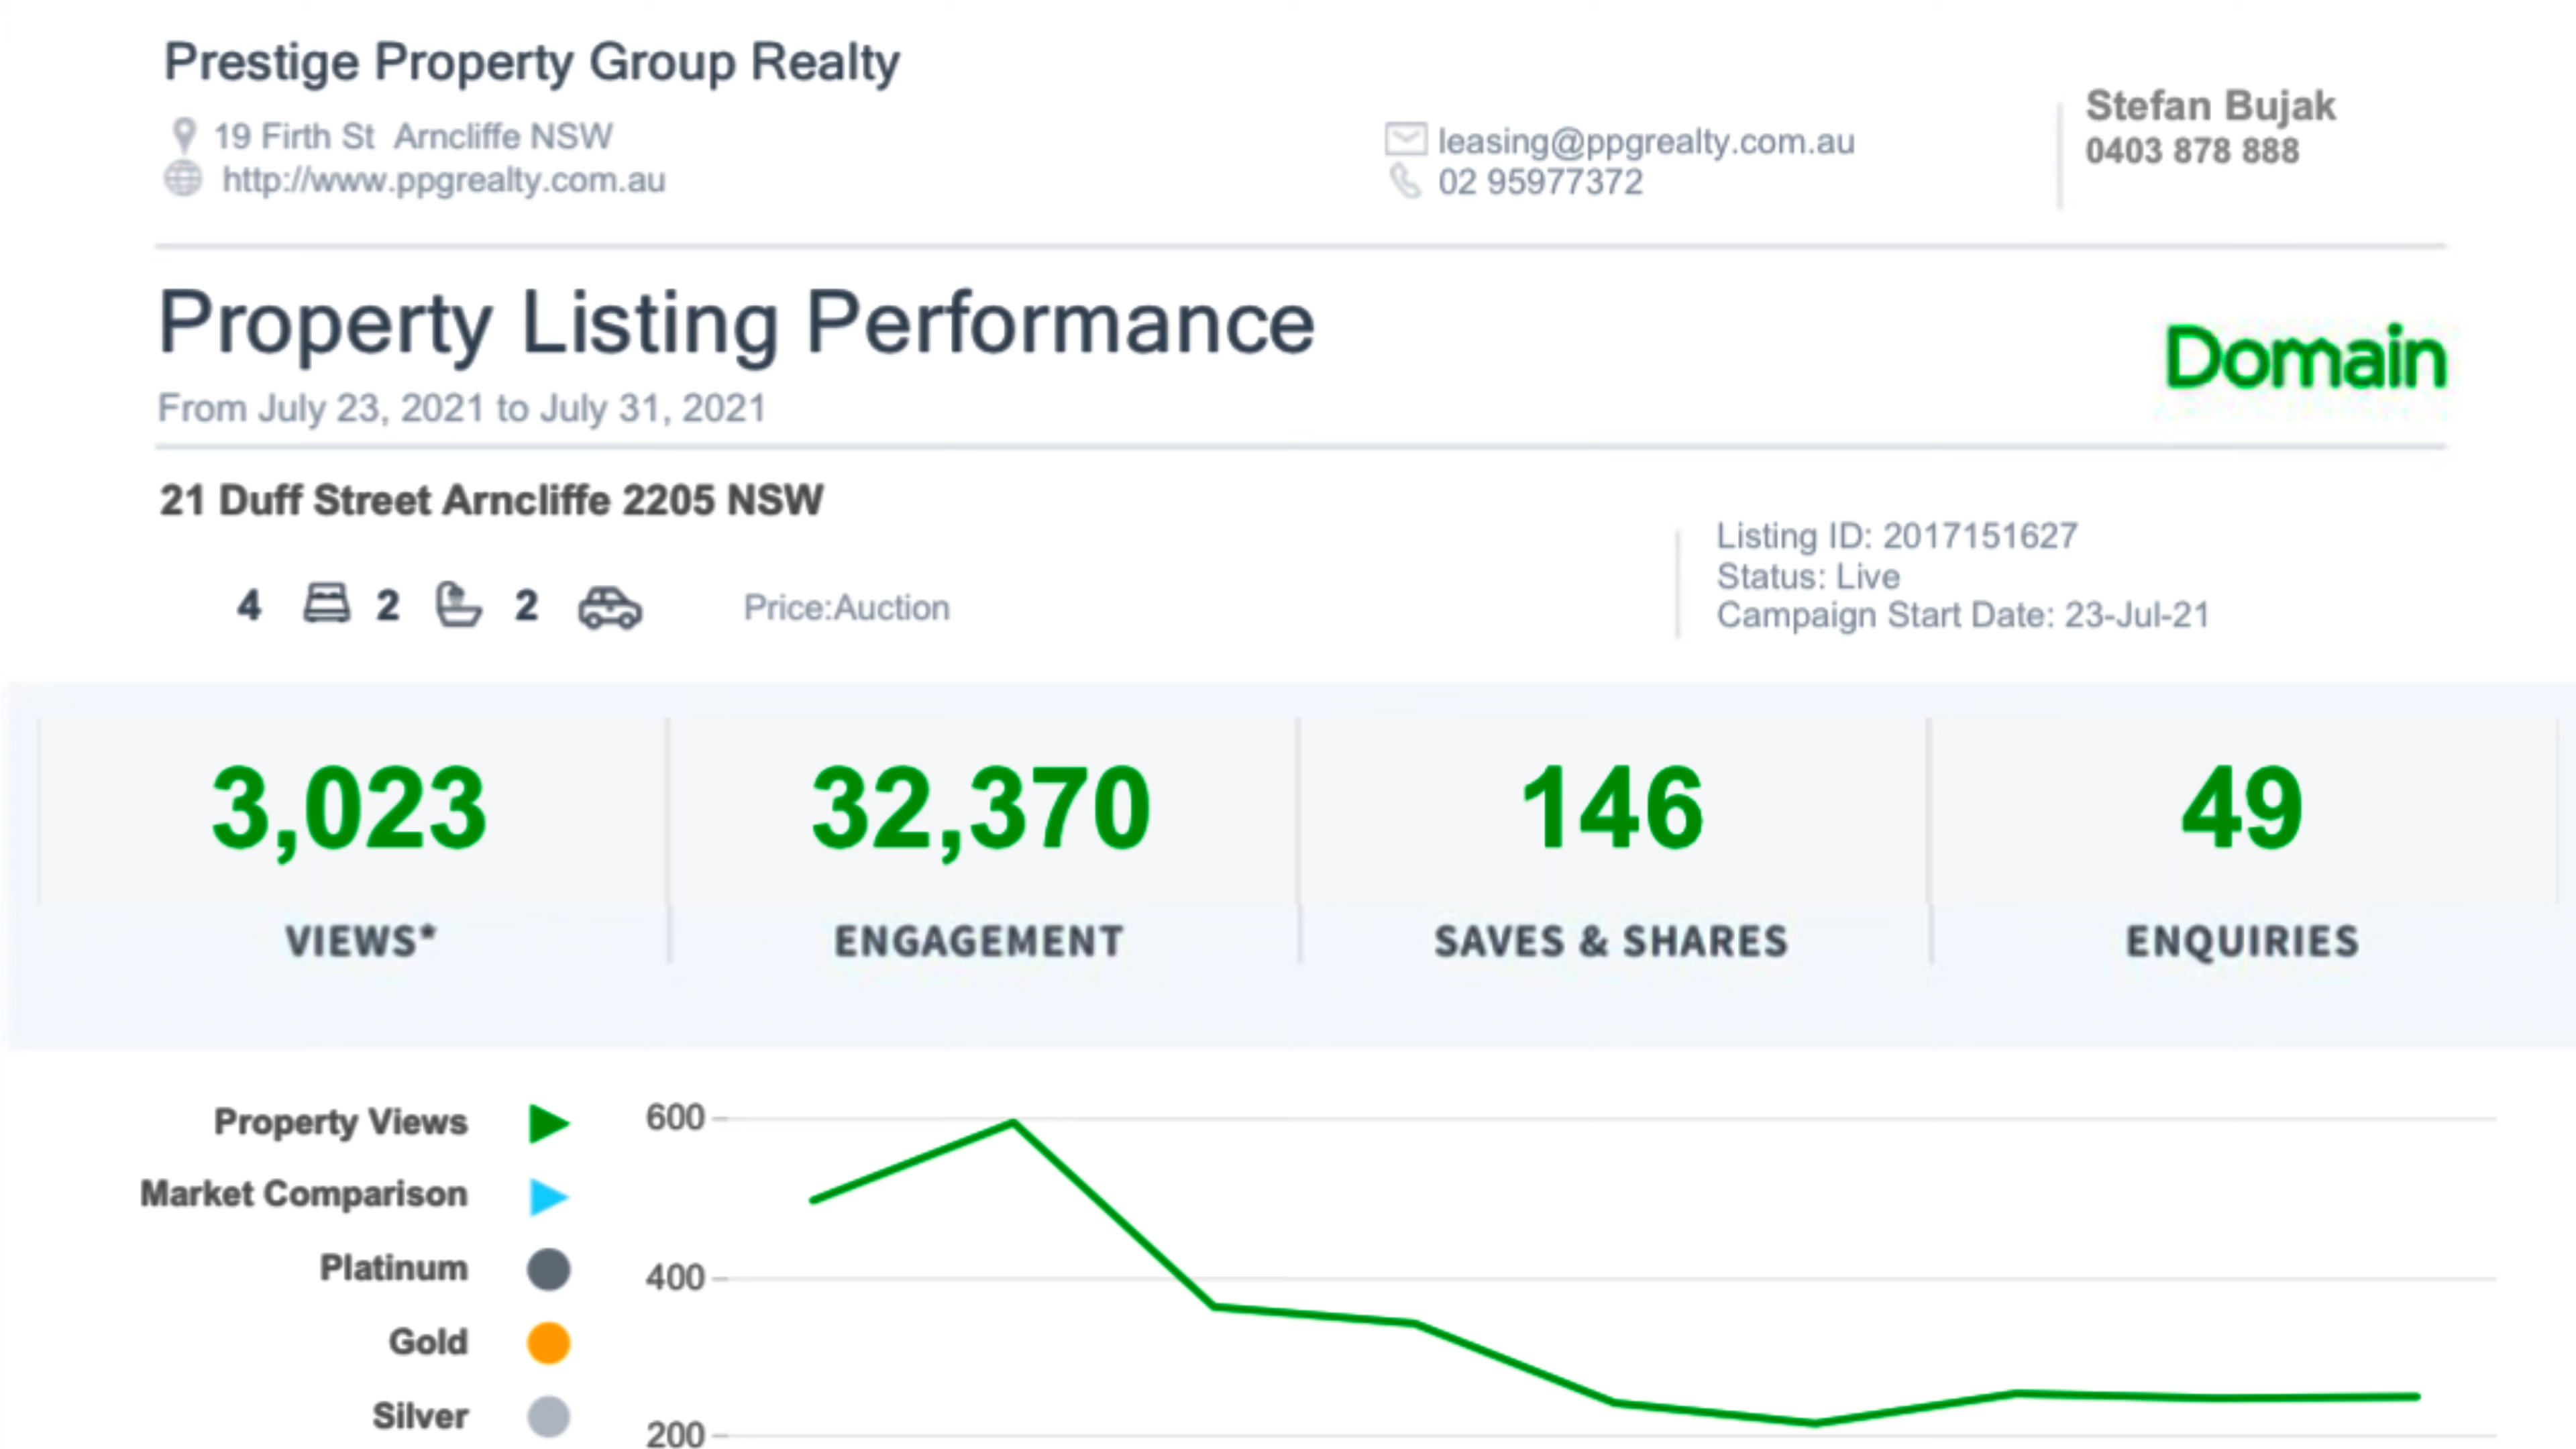 Prestige Property Group Realty
19 Firth St Arncliffe NSW
http://www.ppgrealty.com.au
leasing@ppgrealty.com.au
02 95977372
Stefan Bujak
0403 878 888
Property Listing Performance
From July 23, 2021 to July 31, 2021
Domain
21 Duff Street Arncliffe 2205 NSW
4 2 2 Price:Auction
Listing ID: 2017151627
Status: Live
Campaign Start Date: 23-Jul-21
3,023
VIEWS*
32,370
ENGAGEMENT
146
SAVES & SHARES
49
ENQUIRIES
Property Views
Market Comparison
Platinum
Gold
Silver
600
400
200